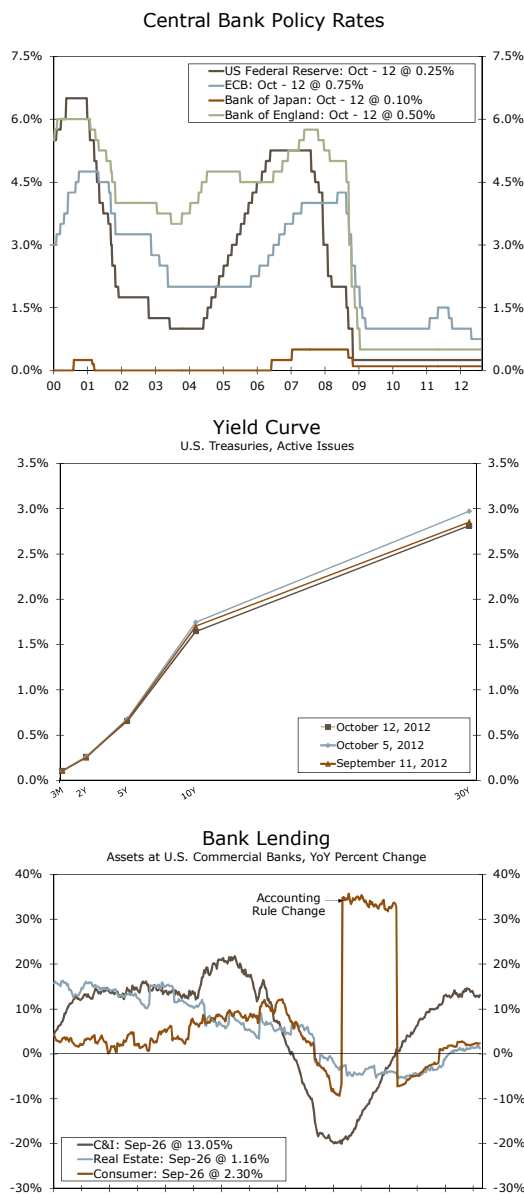 Central Bank Policy Rates
7.5% 7.5%
US Federal Reserve: Oct - 12 @ 0.25%
ECB: Oct - 12 @ 0.75%
Bank of Japan: Oct - 12 @ 0.10%
Bank of England: Oct - 12 @ 0.50%
6.0% 6.0%
4.5% 4.5%
3.0% 3.0%
1.5% 1.5%
0.0% 0.0%
00 01 02 03 04 05 06 07 08 09 10 11 12
Yield Curve
U.S. Treasuries, Active Issues
3.5% 3.5%
3.0% 3.0%
2.5% 2.5%
2.0% 2.0%
1.5% 1.5%
1.0% 1.0%
0.5% 0.5%
October 12, 2012
October 5, 2012
September 11, 2012
0.0% 0.0%
3M 2Y 5Y 10Y 30Y
Bank Lending
Assets at U.S. Commercial Banks, YoY Percent Change
40% 40%
Accounting
Rule Change
30% 30%
20% 20%
10% 10%
0% 0%
-10% -10%
-20% -20%
C&I: Sep-26 @ 13.05%
Real Estate: Sep-26 @ 1.16%
Consumer: Sep-26 @ 2.30%
-30% -30%